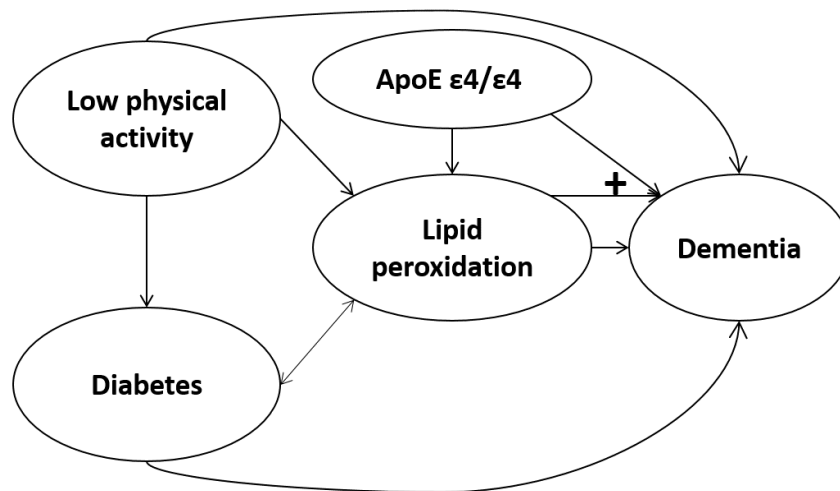 Low physical
activity
ApoE ε4/ε4
+
Lipid
peroxidation
Dementia
Diabetes